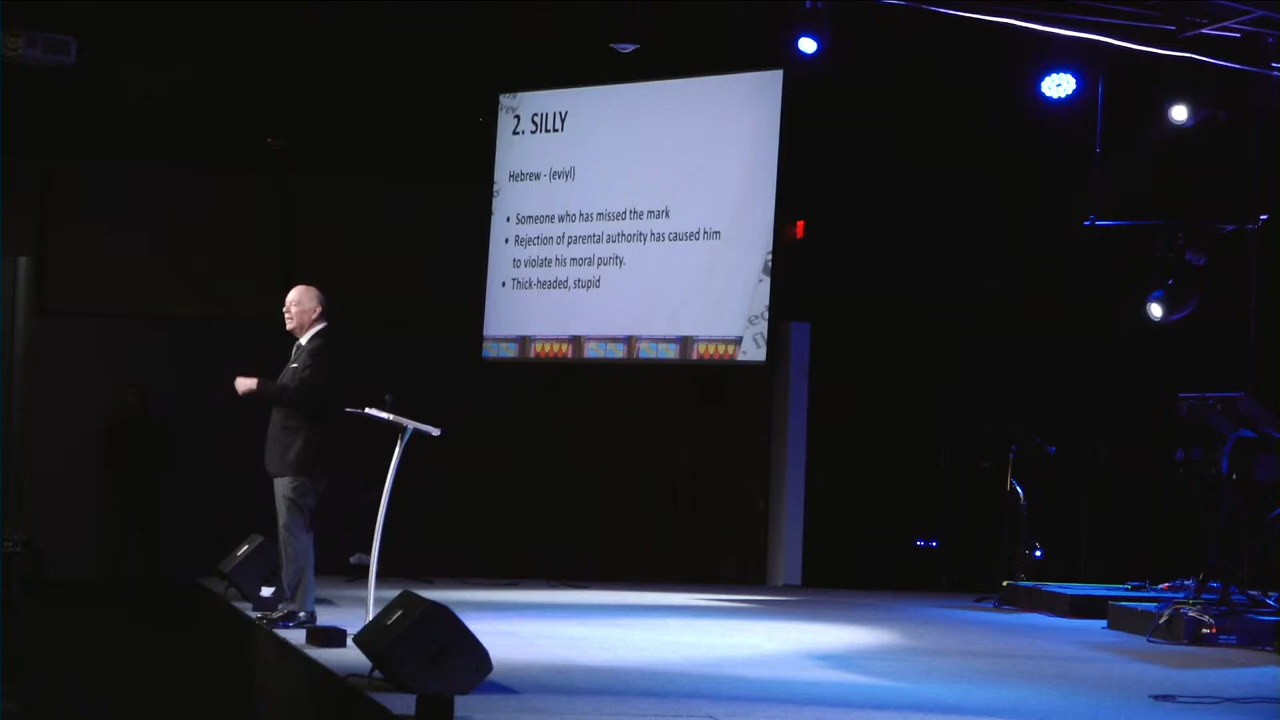 2. SILLY
Hebrew - (eviyl)
• Someone who has missed the mark
• Rejection of parental authority has caused him
to violate his moral purity.
• Thick-headed, stupid